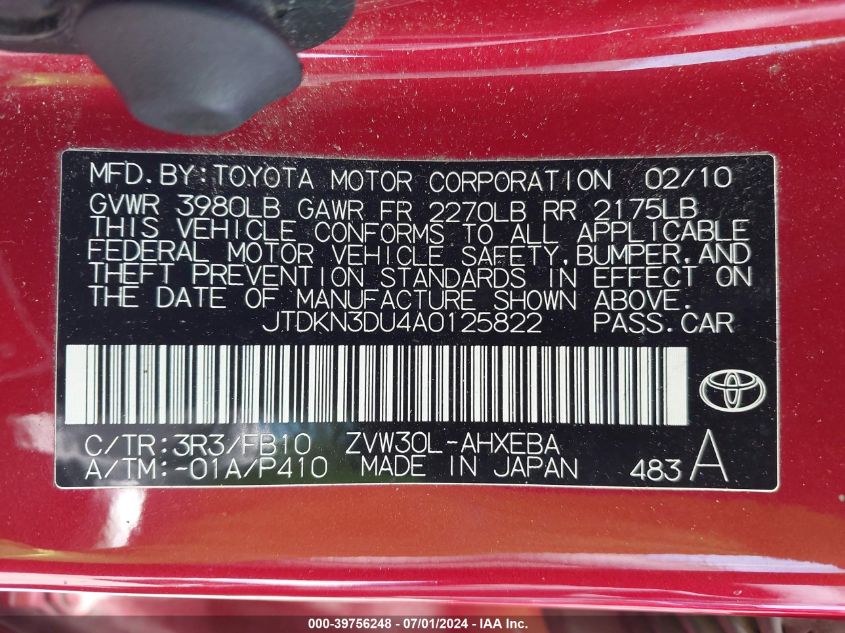 MFD.BY:TOYOTA MOTOR CORPORATION 02/10
GVWR 3980LB GAWR FR 2270LB RR 2175LB
THIS VEHICLE CONFORMS TO ALL APPLICABLE
FEDERAL MOTOR VEHICLE SAFETY,BUMPER,AND
THEFT PREVENTION STANDARDS IN EFFECT ON
THE DATE OF MANUFACTURE SHOWN ABOVE.
JTDKN3DU4A0125822 PASS.CAR
C/TR:3R3/FB10 ZVW30L-AHXEBA
A/TM:-01A/P410 MADE IN JAPAN 483 A
000-39756248 - 07/01/2024 - IAA Inc.